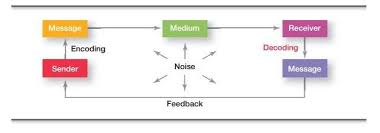 Message Medium Receiver
Encoding Decoding
Sender Noise Message
Feedback